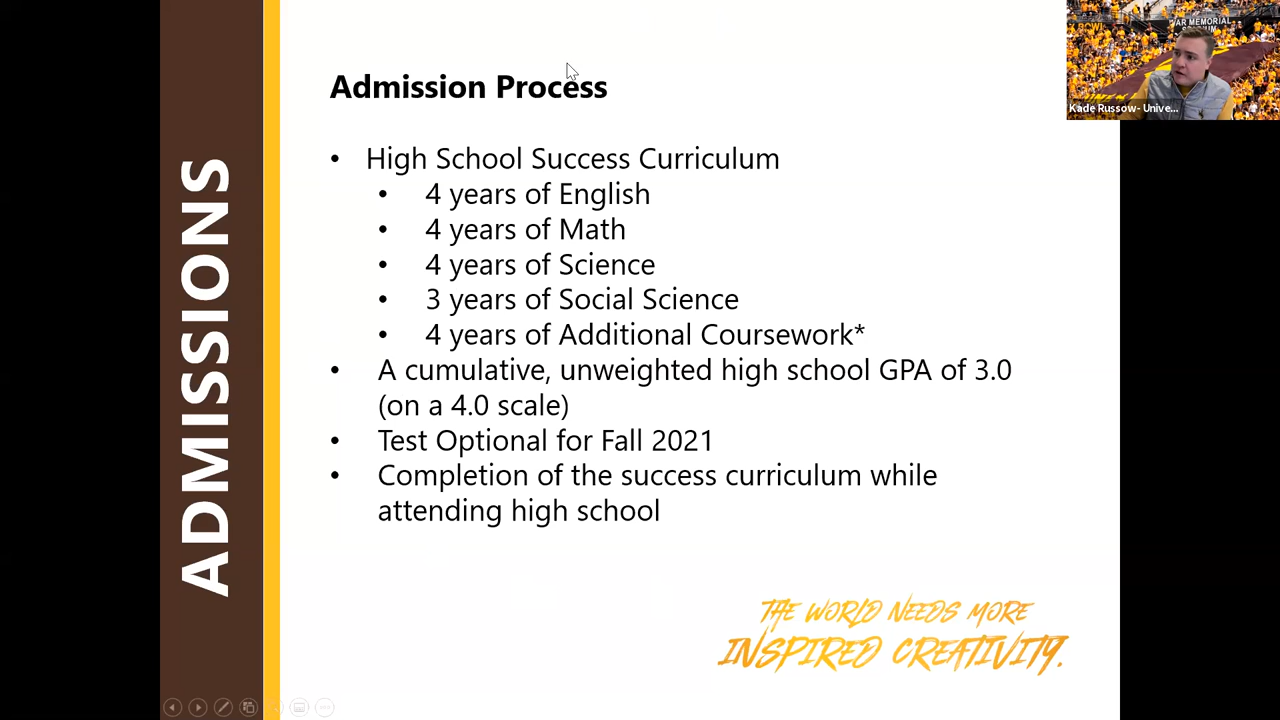 ADMISSIONS
Admission Process
• High School Success Curriculum
• 4 years of English
• 4 years of Math
• 4 years of Science
• 3 years of Social Science
• 4 years of Additional Coursework*
• A cumulative, unweighted high school GPA of 3.0
(on a 4.0 scale)
• Test Optional for Fall 2021
• Completion of the success curriculum while
attending high school
THE WORLD NEEDS MORE
INSPIRED CREATIVITY.
WAR MEMORIAL
STADIUM
Kade Russow- Unive...